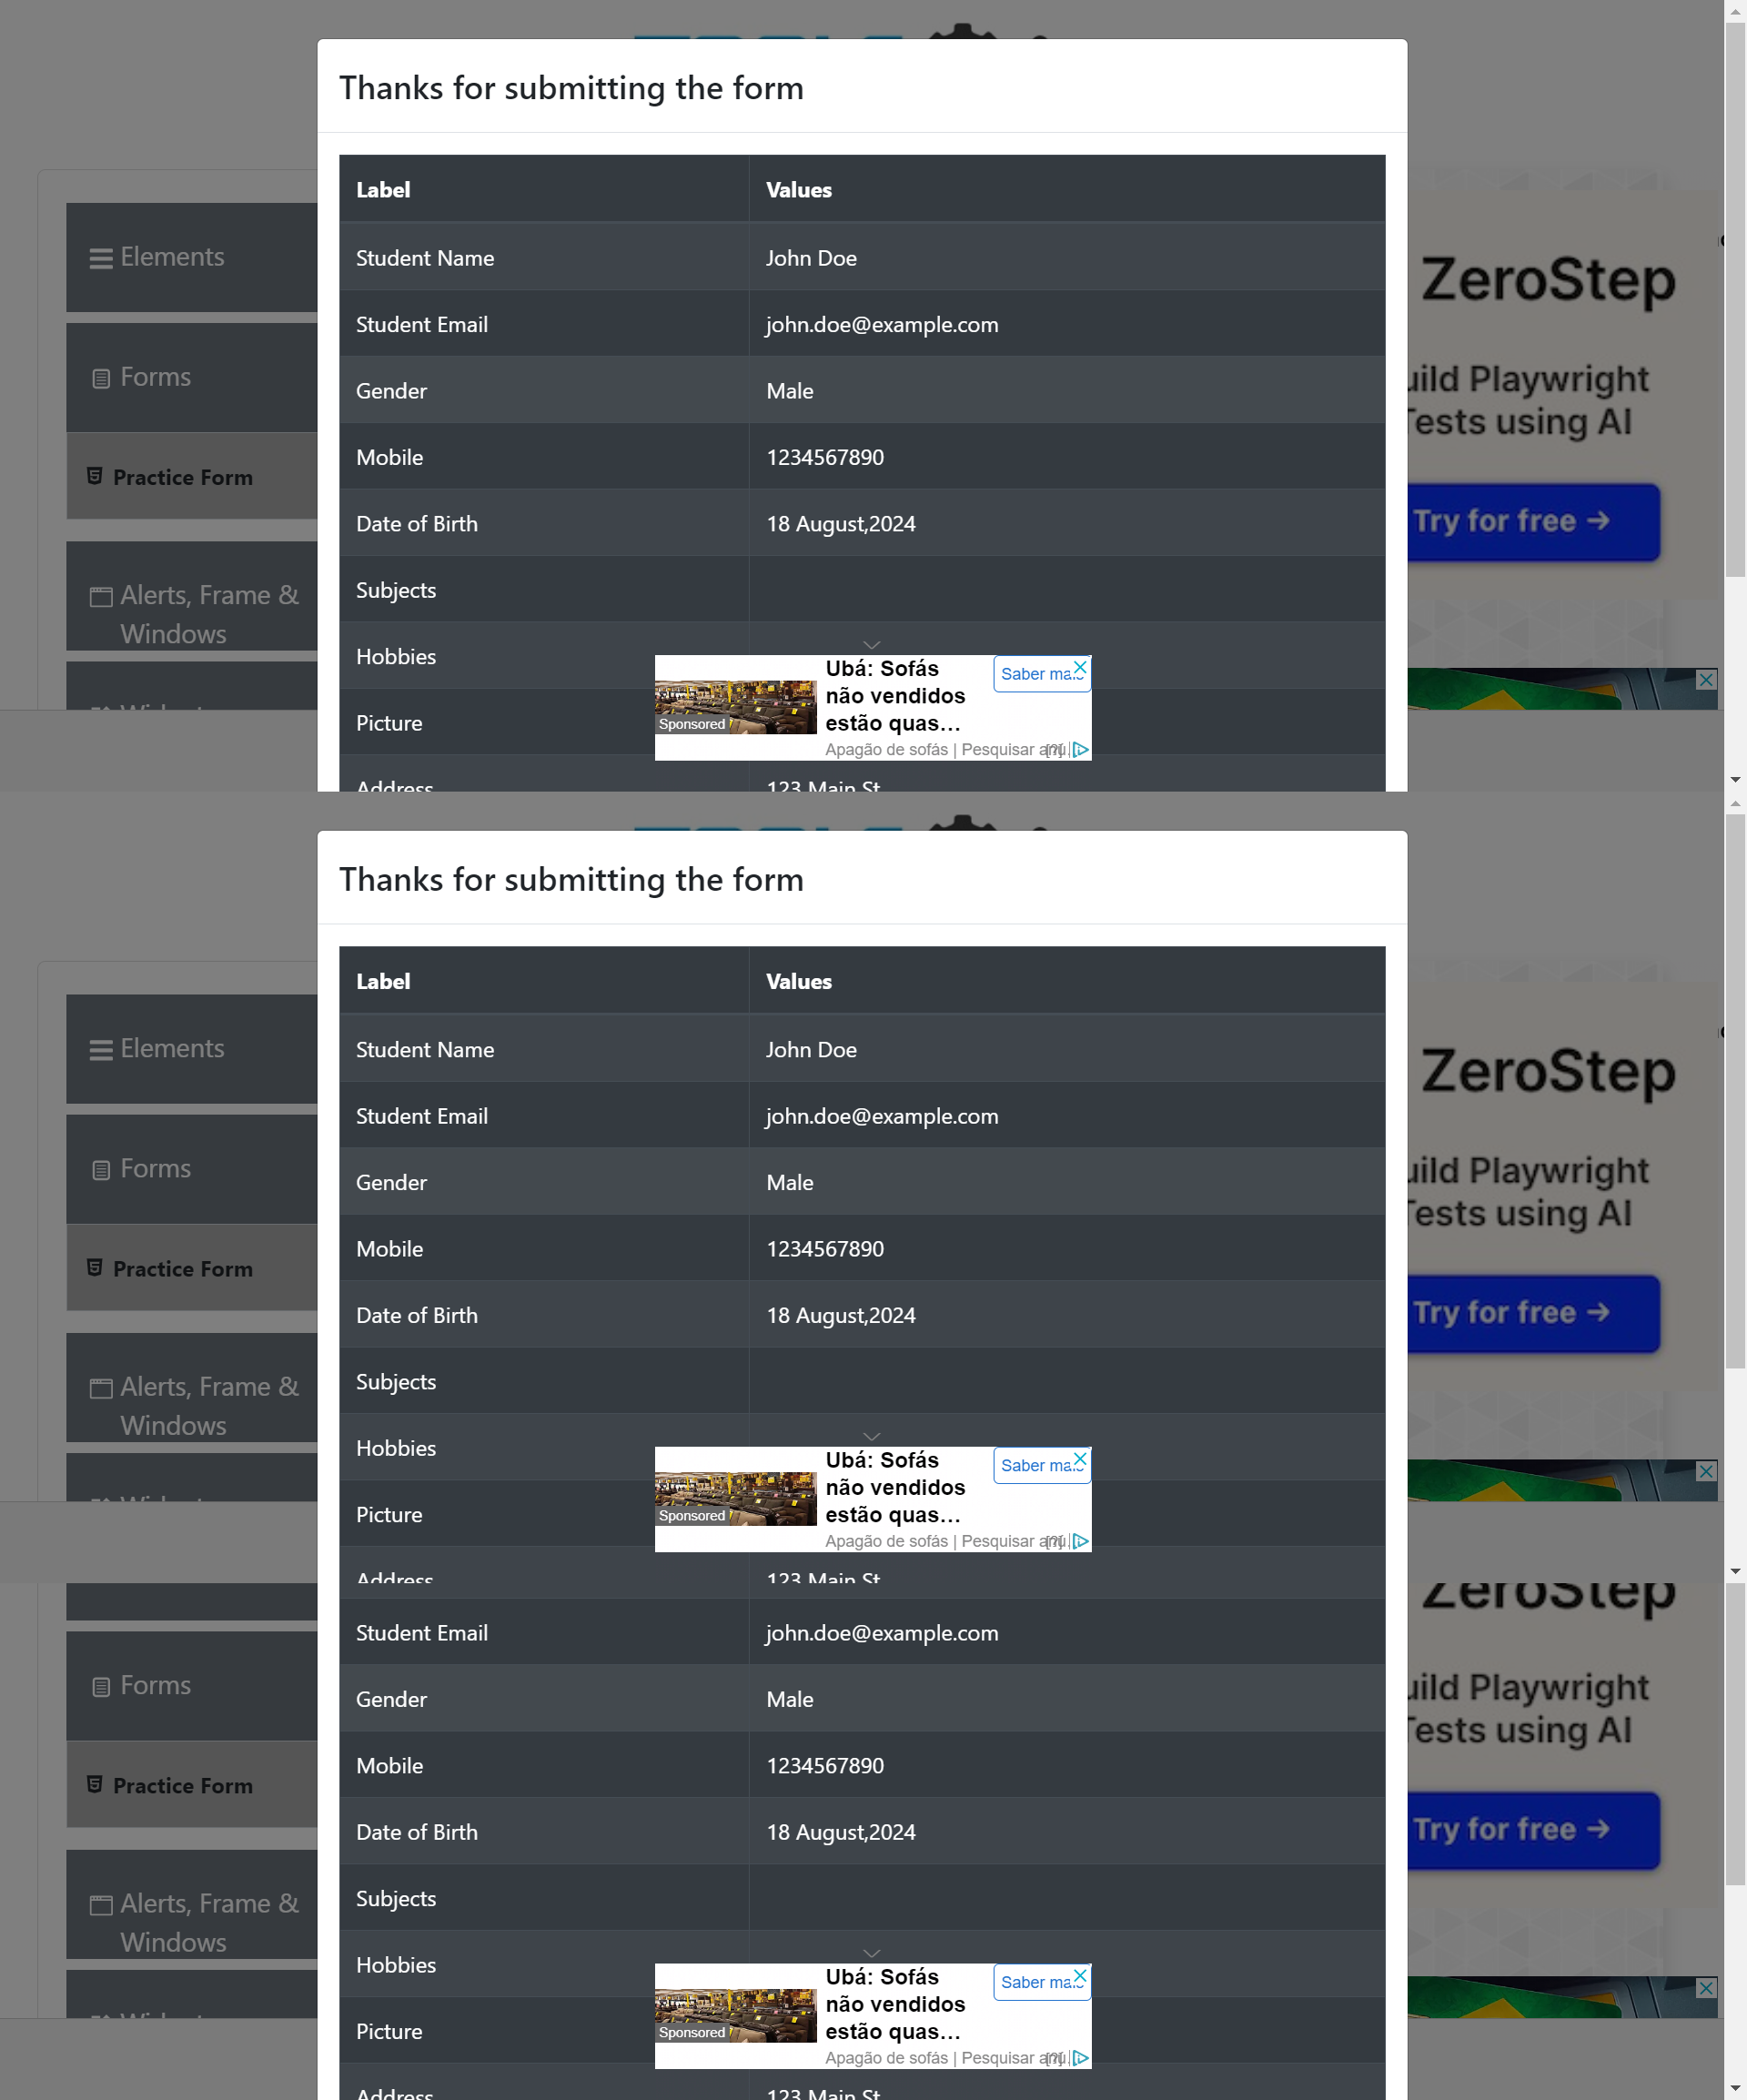 Thanks for submitting the form
Label Values
Elements
Student Name John Doe
ZeroStep
Student Email john.doe@example.com
Forms
Gender Male
uild Playwright
Tests using AI
Mobile 1234567890
Practice Form
Date of Birth 18 August,2024
Try for free →
Subjects
Alerts, Frame &
Windows
Hobbies
Ubá: Sofás
não vendidos
estão quas...
Saber mais
Sponsored
Apagão de sofás | Pesquisar anú.
Picture
Address 123 Main St
Thanks for submitting the form
Label Values
Elements
Student Name John Doe
ZeroStep
Student Email john.doe@example.com
Forms
Gender Male
uild Playwright
Tests using AI
Mobile 1234567890
Practice Form
Date of Birth 18 August,2024
Try for free →
Subjects
Alerts, Frame &
Windows
Hobbies
Ubá: Sofás
não vendidos
estão quas...
Saber mais
Sponsored
Apagão de sofás | Pesquisar anú.
Picture
Address 123 Main St
ZeroStep
Student Email john.doe@example.com
Forms
Gender Male
uild Playwright
Tests using AI
Mobile 1234567890
Practice Form
Date of Birth 18 August,2024
Try for free →
Subjects
Alerts, Frame &
Windows
Hobbies
Ubá: Sofás
não vendidos
estão quas...
Saber mais
Sponsored
Apagão de sofás | Pesquisar anú.
Picture
Address 123 Main St